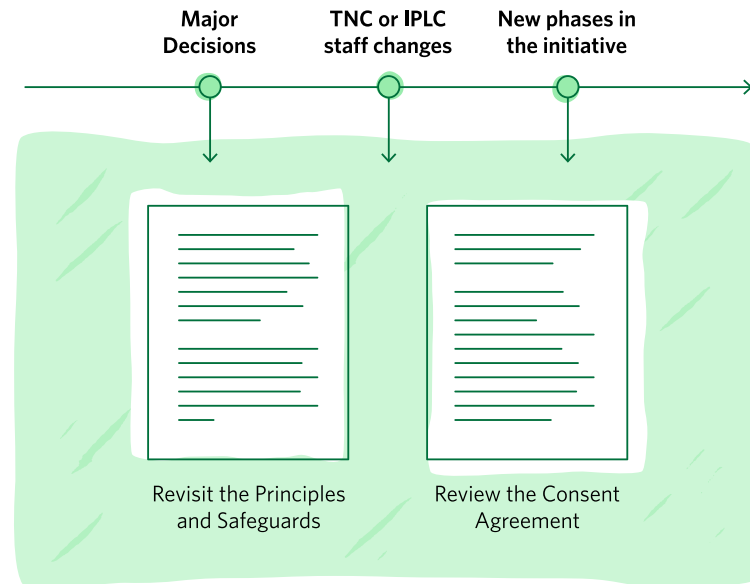 Major
Decisions
TNC or IPLC
staff changes
New phases in
the initiative
Revisit the Principles
and Safeguards
Review the Consent
Agreement